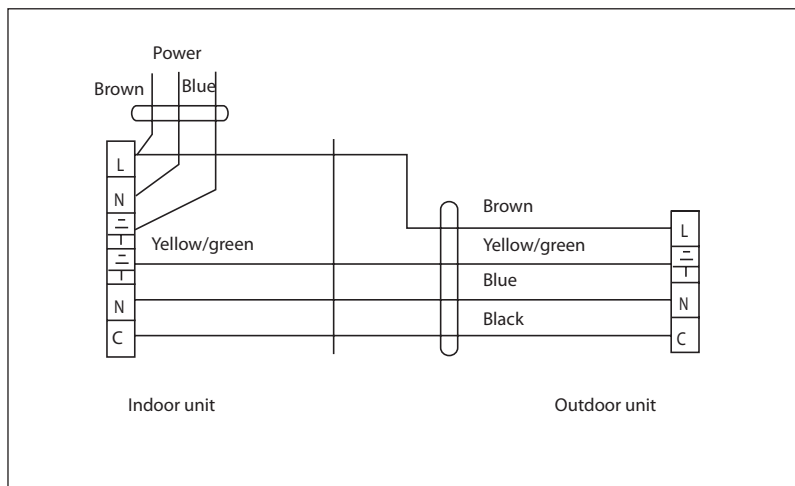 Power
Brown Blue
L
N
Yellow/green
N
C
Brown
Yellow/green
Blue
Black
L
N
C
Indoor unit
Outdoor unit